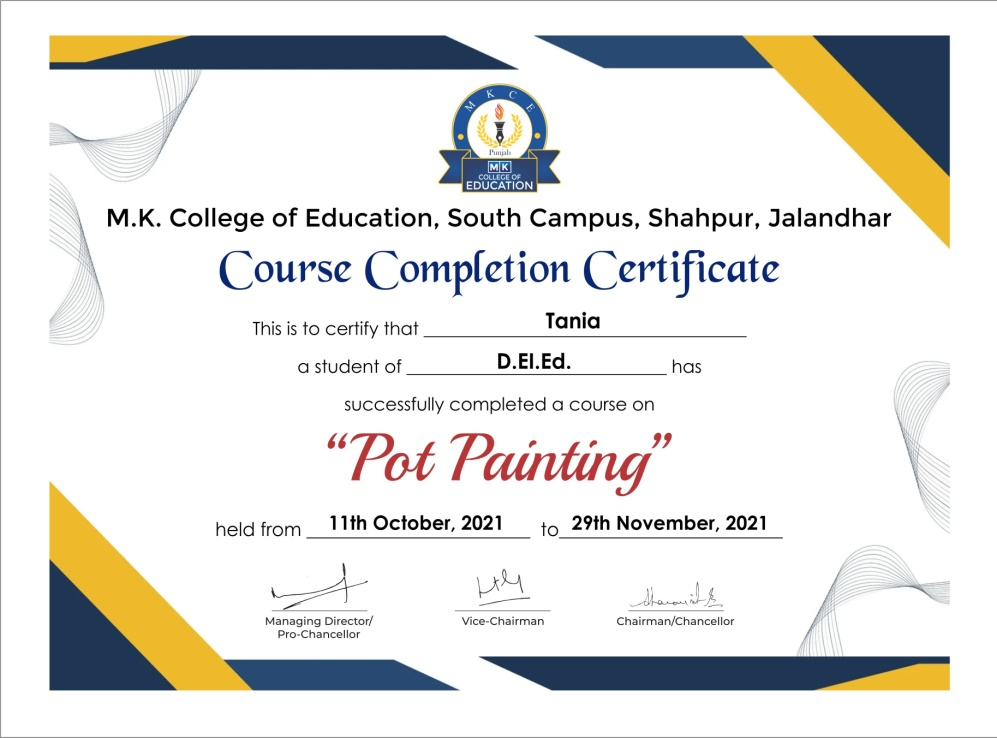 MKCE
Punjab
MK
COLLEGE OF
EDUCATION
M.K. College of Education, South Campus, Shahpur, Jalandhar
Course Completion Certificate
This is to certify that Tania
a student of D.El.Ed. has
successfully completed a course on
“Pot Painting”
held from 11th October, 2021 to 29th November, 2021
Managing Director/ Vice-Chairman Chairman/Chancellor
Pro-Chancellor